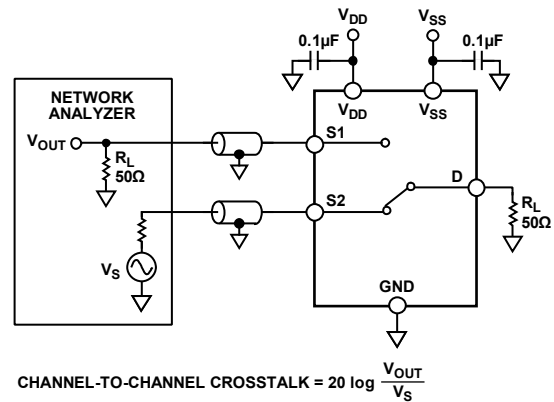 VDD
VSS
0.1µF
0.1µF
NETWORK
ANALYZER
VDD
VSS
VOUT
S1
RL
50Ω
S2
D
RL
50Ω
VS
GND
CHANNEL-TO-CHANNEL CROSSTALK = 20 log VOUT
VS